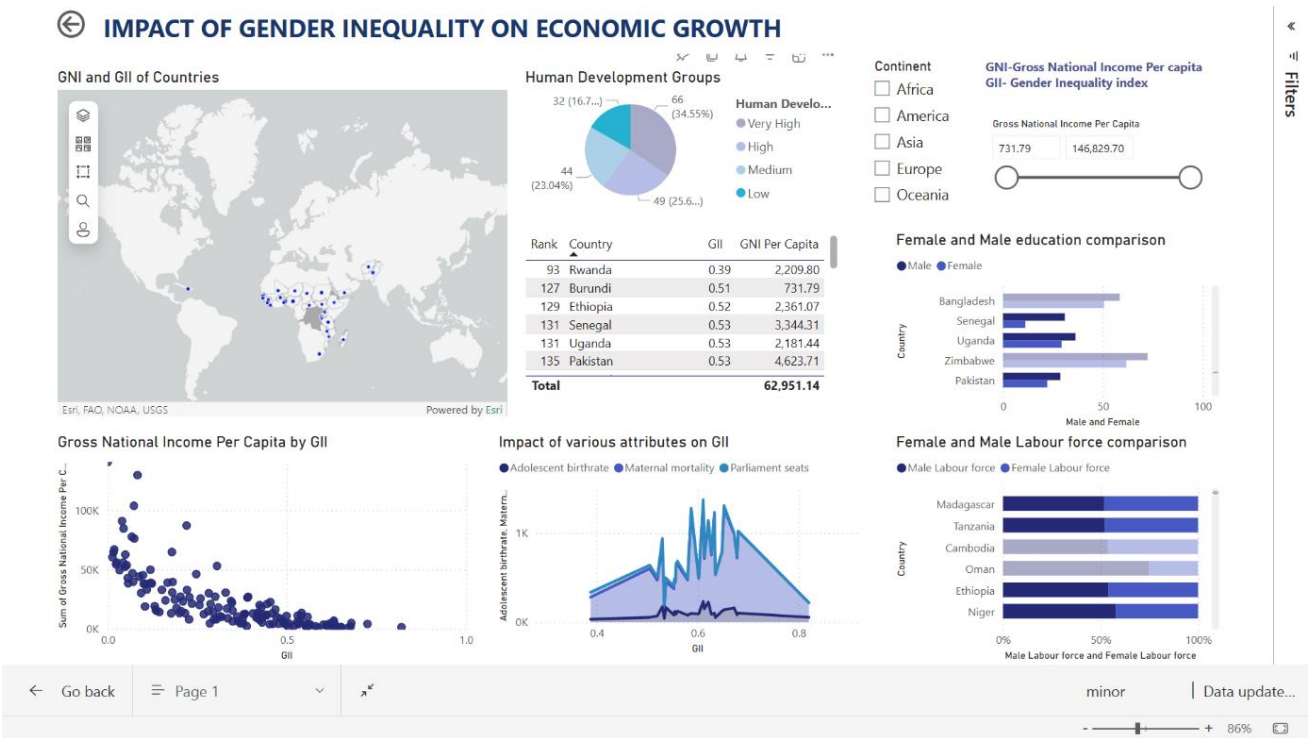 IMPACT OF GENDER INEQUALITY ON ECONOMIC GROWTH
GNI and GII of Countries
Esri, FAO, NOAA, USGS
Powered by Esri
Human Development Groups
32 (16.7...)
66
(34.55%)
44
(23.04%)
49 (25.6...)
Human Develo...
Very High
High
Medium
Low
Rank Country GII GNI Per Capita
93 Rwanda 0.39 2,209.80
127 Burundi 0.51 731.79
129 Ethiopia 0.52 2,361.07
131 Senegal 0.53 3,344.31
131 Uganda 0.53 2,181.44
135 Pakistan 0.53 4,623.71
Total 62,951.14
Continent
Africa
America
Asia
Europe
Oceania
GNI-Gross National Income Per capita
GII- Gender Inequality index
Gross National Income Per Capita
731.79 146,829.70
Filters
Female and Male education comparison
Male Female
Country
Bangladesh
Senegal
Uganda
Zimbabwe
Pakistan
0 50 100
Male and Female
Gross National Income Per Capita by GII
Sum of Gross National Income Per C...
100K
50K
0K
0.0 0.5 1.0
GII
Impact of various attributes on GII
Adolescent birthrate Maternal mortality Parliament seats
Adolescent birthrate, Matern...
1K
0K
0.4 0.6 0.8
GII
Female and Male Labour force comparison
Male Labour force Female Labour force
Country
Madagascar
Tanzania
Cambodia
Oman
Ethiopia
Niger
0% 50% 100%
Male Labour force and Female Labour force
Go back
Page 1
minor | Data update...
- + 86%